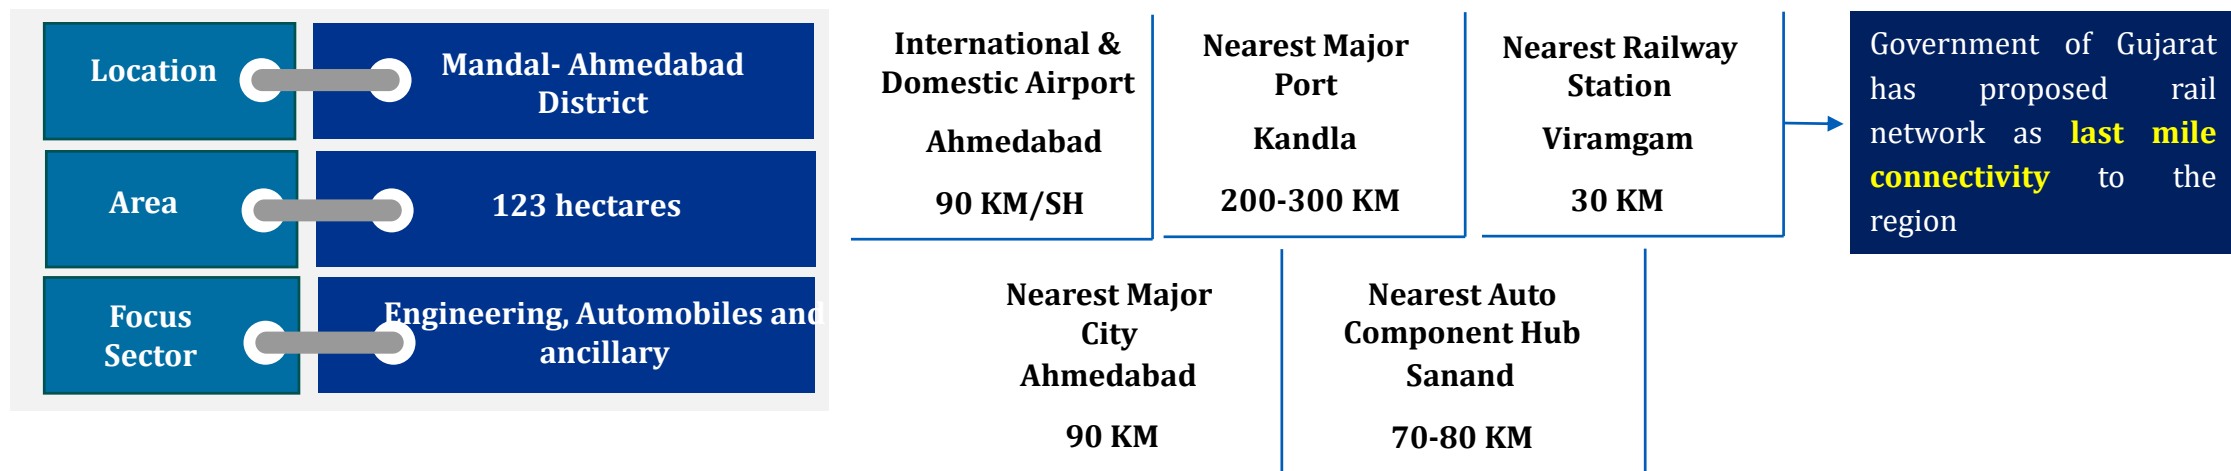 Location
Mandal- Ahmedabad
District
Area
123 hectares
Focus
Sector
Engineering, Automobiles and
ancillary
International &
Domestic Airport
Ahmedabad
90 KM/SH
Nearest Major
Port
Kandla
200-300 KM
Nearest Railway
Station
Viramgam
30 KM
Government of Gujarat
has proposed rail
network as last mile
connectivity to the
region
Nearest Major
City
Ahmedabad
90 KM
Nearest Auto
Component Hub
Sanand
70-80 KM